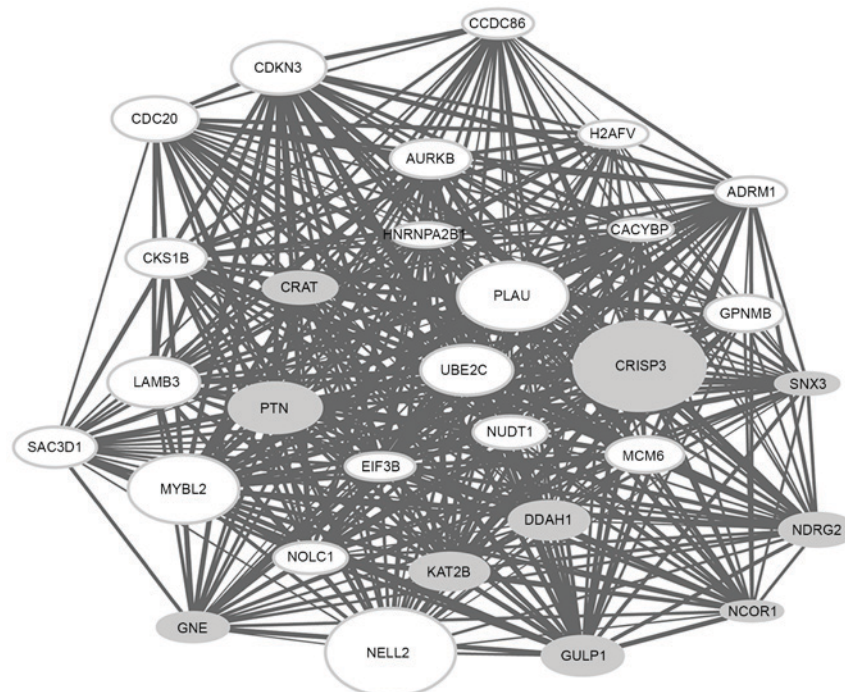 CCDC86
CDKN3
CDC20
H2AFV
AURKB
ADRM1
HNRNPA2B1
CACYBP
CKS1B
CRAT
PLAU
GPNMB
CRISP3
UBE2C
LAMB3
SNX3
PTN
NUDT1
SAC3D1
MCM6
EIF3B
MYBL2
DDAH1
NDRG2
NOLC1
KAT2B
NCOR1
GNE
NELL2
GULP1